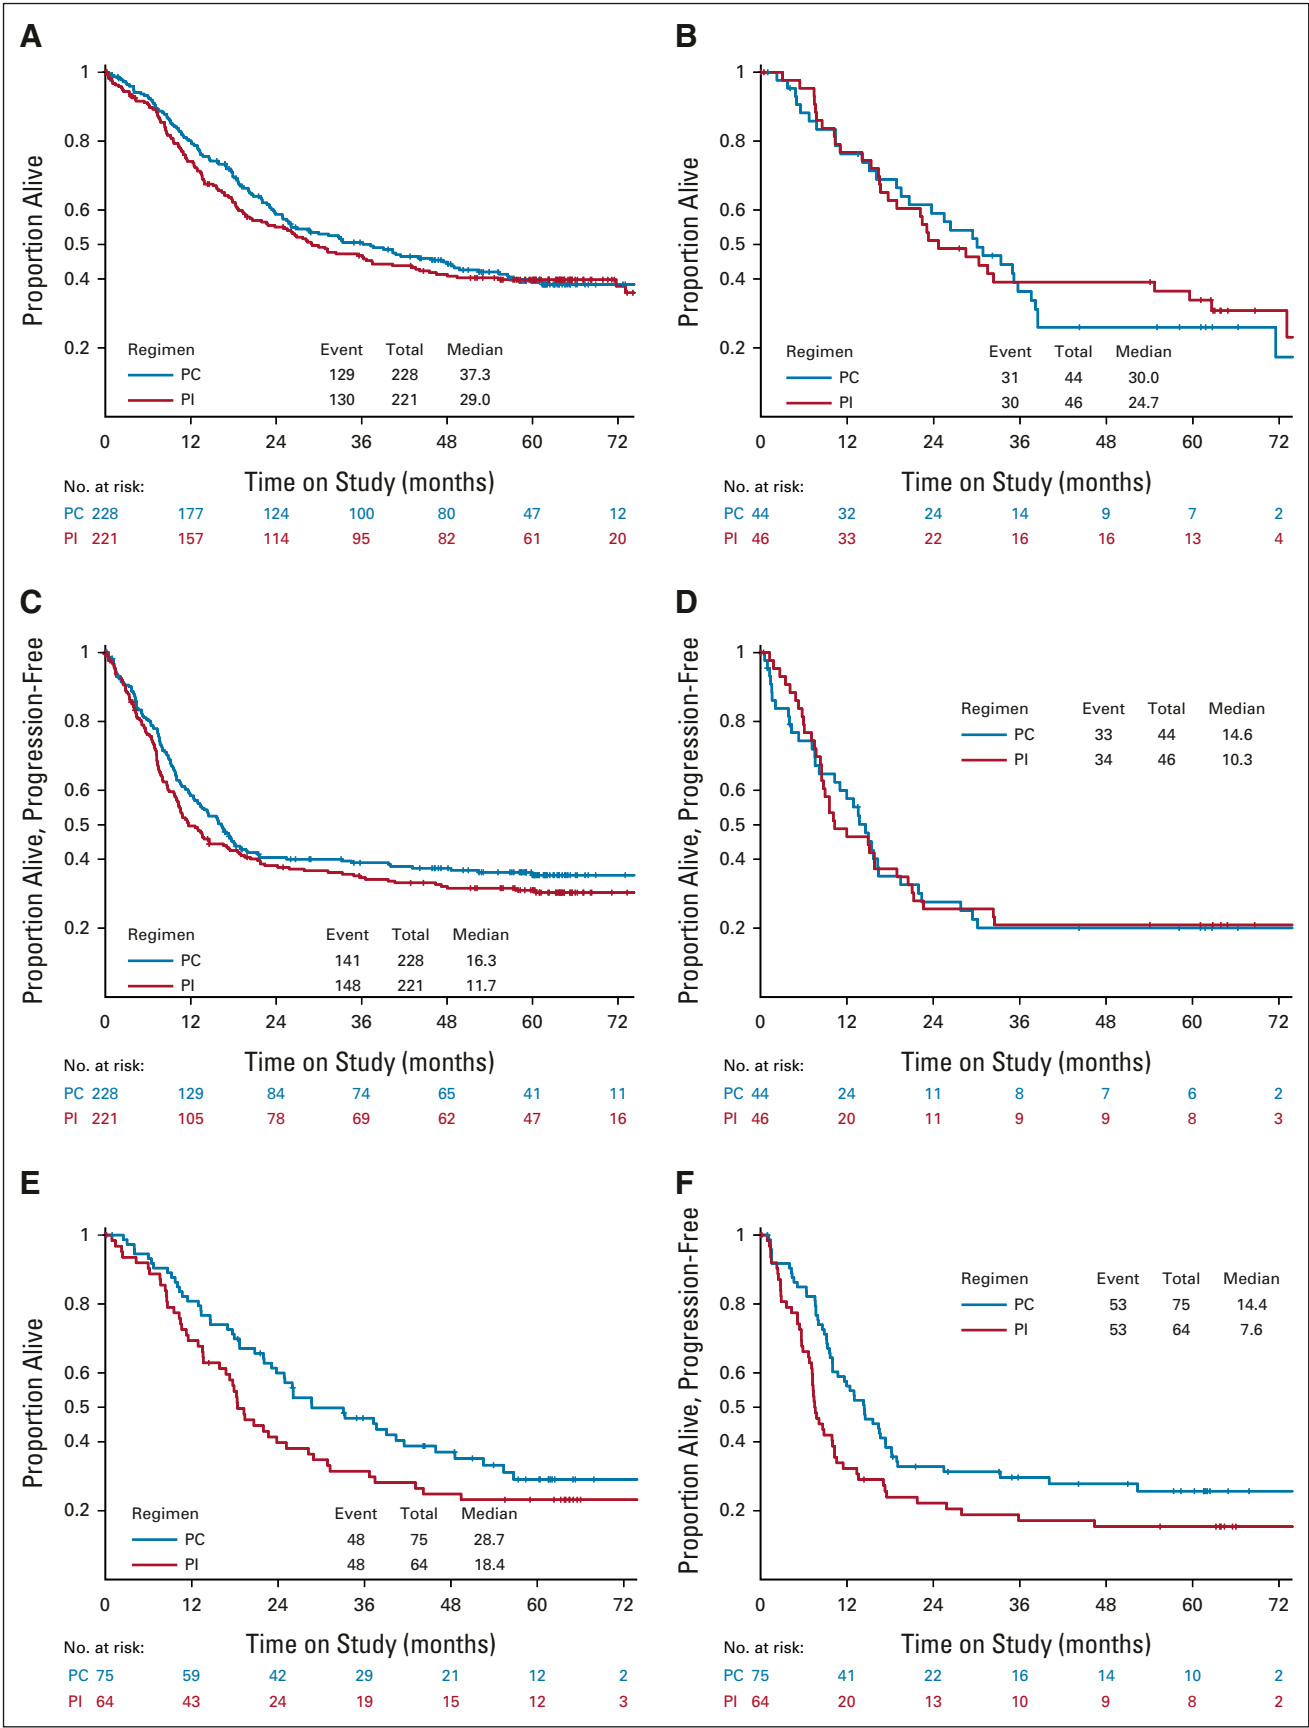 A
Proportion Alive
1
0.8
0.6
0.5
0.4
0.2
Regimen Event Total Median
PC 129 228 37.3
PI 130 221 29.0
0 12 24 36 48 60 72
Time on Study (months)
No. at risk:
PC 228 177 124 100 80 47 12
PI 221 157 114 95 82 61 20
B
Proportion Alive
1
0.8
0.6
0.5
0.4
0.2
Regimen Event Total Median
PC 31 44 30.0
PI 30 46 24.7
0 12 24 36 48 60 72
Time on Study (months)
No. at risk:
PC 44 32 24 14 9 7 2
PI 46 33 22 16 16 13 4
C
Proportion Alive, Progression-Free
1
0.8
0.6
0.5
0.4
0.2
Regimen Event Total Median
PC 141 228 16.3
PI 148 221 11.7
0 12 24 36 48 60 72
Time on Study (months)
No. at risk:
PC 228 129 84 74 65 41 11
PI 221 105 78 69 62 47 16
D
Proportion Alive, Progression-Free
1
0.8
0.6
0.5
0.4
0.2
Regimen Event Total Median
PC 33 44 14.6
PI 34 46 10.3
0 12 24 36 48 60 72
Time on Study (months)
No. at risk:
PC 44 24 11 8 7 6 2
PI 46 20 11 9 9 8 3
E
Proportion Alive
1
0.8
0.6
0.5
0.4
0.2
Regimen Event Total Median
PC 48 75 28.7
PI 48 64 18.4
0 12 24 36 48 60 72
Time on Study (months)
No. at risk:
PC 75 59 42 29 21 12 2
PI 64 43 24 19 15 12 3
F
Proportion Alive, Progression-Free
1
0.8
0.6
0.5
0.4
0.2
Regimen Event Total Median
PC 53 75 14.4
PI 53 64 7.6
0 12 24 36 48 60 72
Time on Study (months)
No. at risk:
PC 75 41 22 16 14 10 2
PI 64 20 13 10 9 8 2